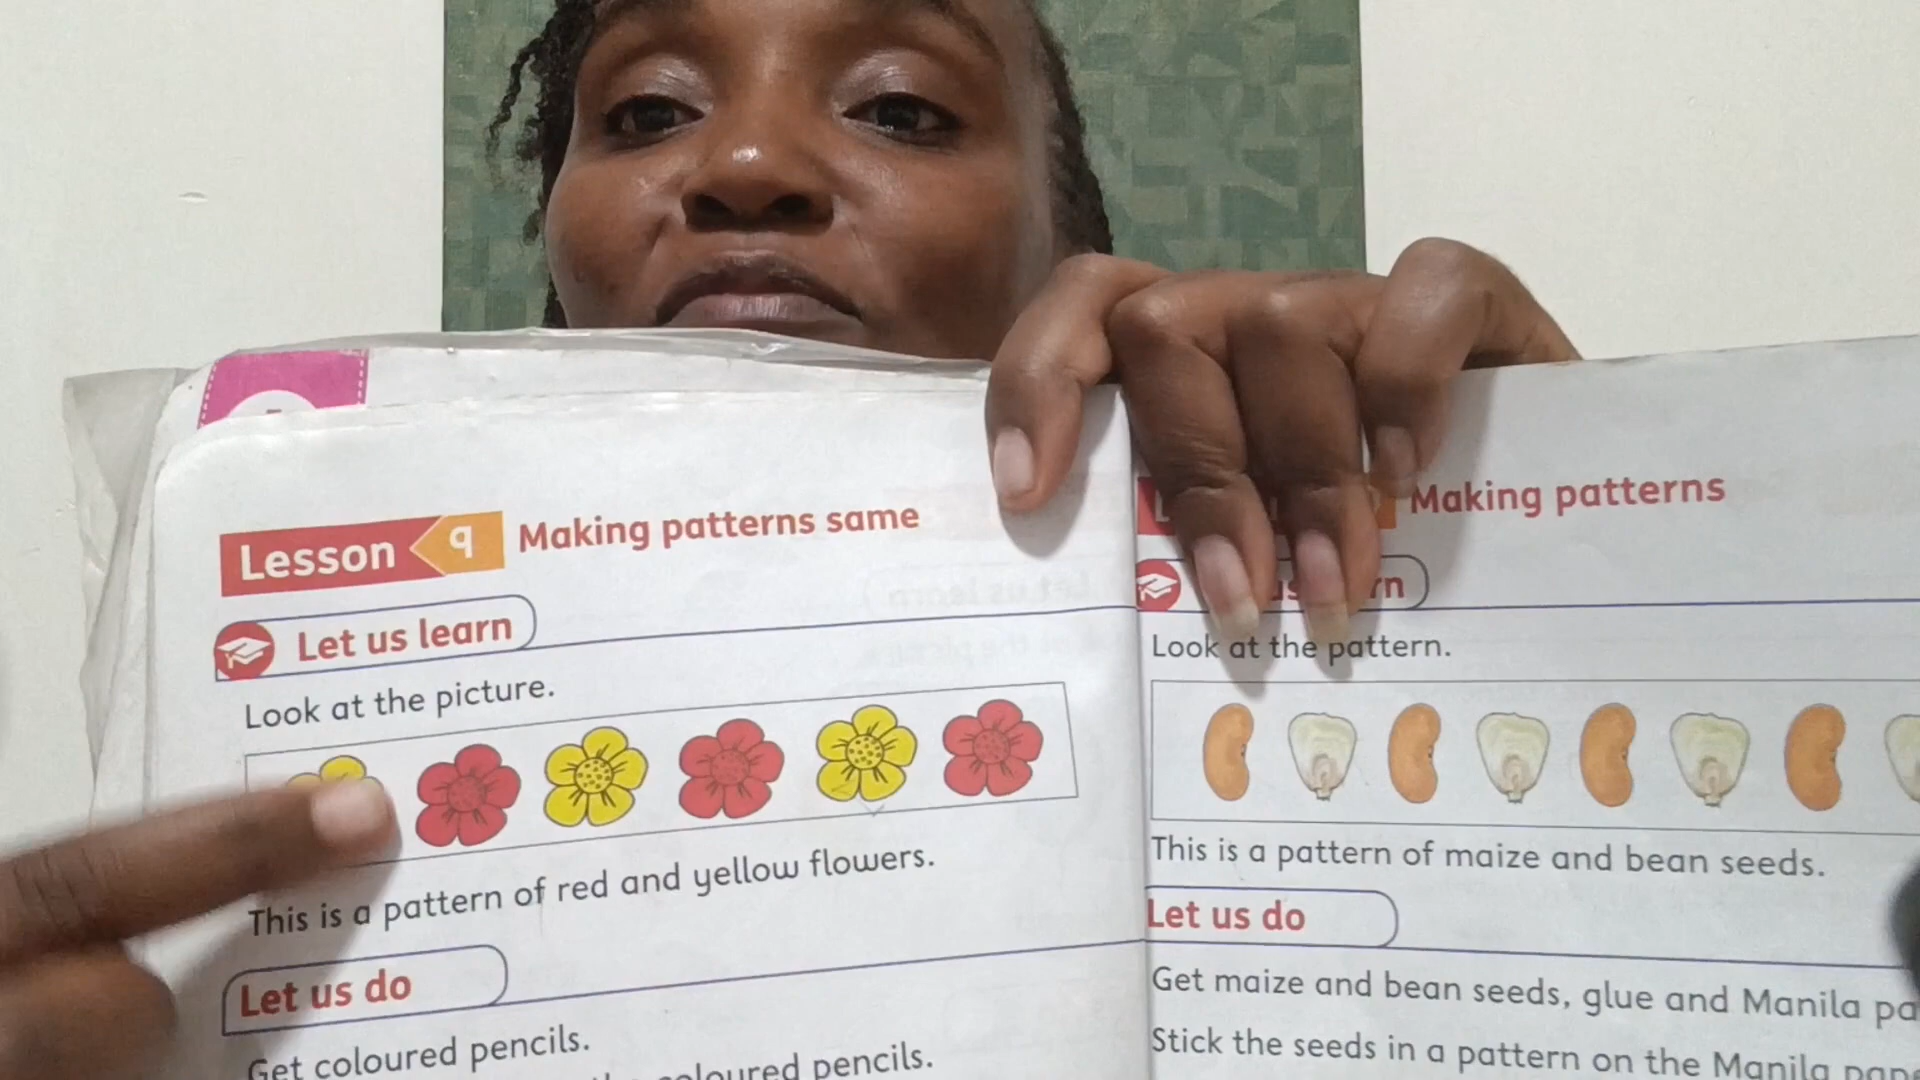 Lesson 9 Making patterns same
Let us learn
Look at the picture.
This is a pattern of red and yellow flowers.
Let us do
Get coloured pencils.
coloured pencils.
Making patterns
Look at the pattern.
This is a pattern of maize and bean seeds.
Let us do
Get maize and bean seeds, glue and Manila
Stick the seeds in a pattern on the Manila